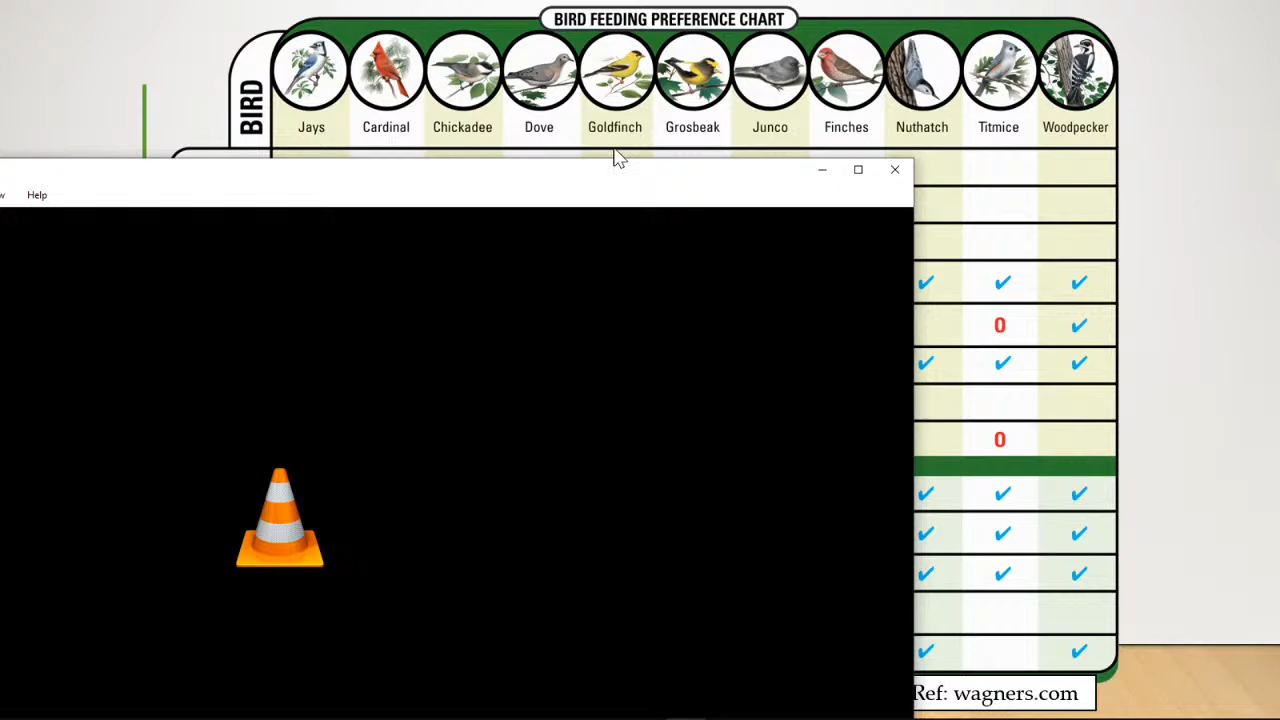 BIRD FEEDING PREFERENCE CHART
BIRD
Jays Cardinal Chickadee Dove Goldfinch Grosbeak Junco Finches Nuthatch Titmice Woodpecker
Help
0
0
Ref: wagners.com